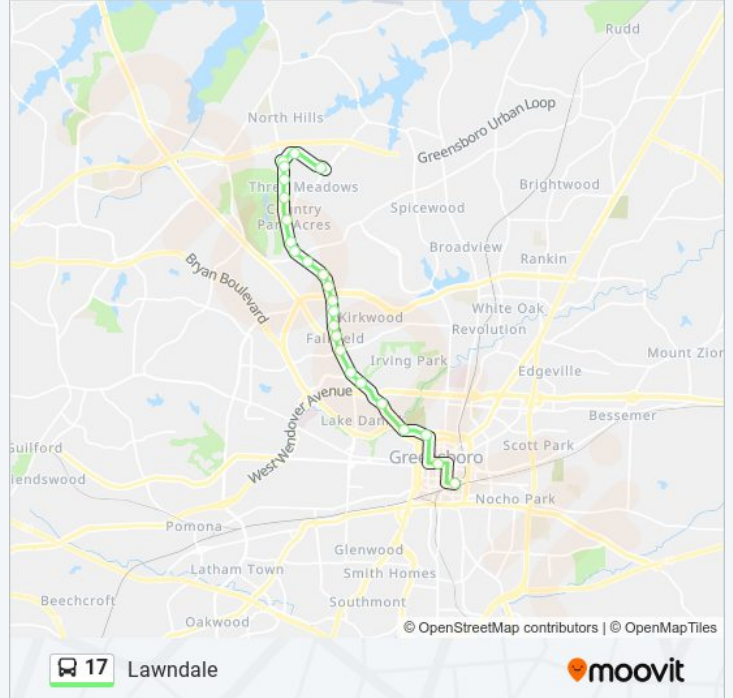 Rudd
North Hills
Greensboro Urban Loop
Three Meadows
Brightwood
Country
Park Acres
Spicewood
Broadview
Rankin
Bryan Boulevard
White Oak
Kirkwood
Revolution
Fairfield
Mount Zion
Irving Park
Edgeville
West Wendover Avenue
Bessemer
Lake Dan
Scott Park
Guilford
Greensboro
iendswood
Nocho Park
Pomona
Glenwood
Latham Town
Smith Homes
Beechcroft
Southmont
Oakwood
© OpenStreetMap contributors | © OpenMapTiles
17 Lawndale
moovit